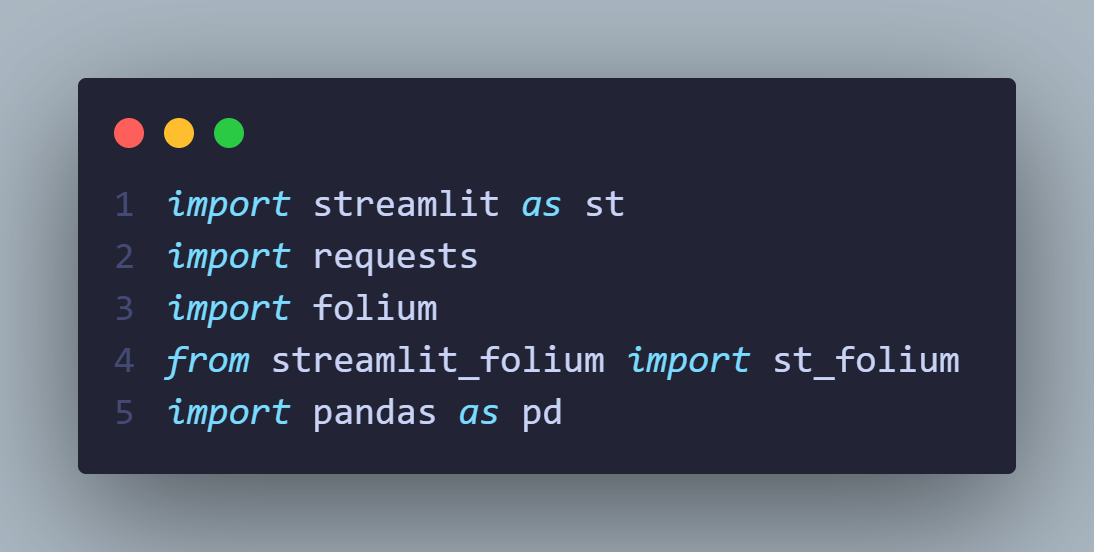 1 import streamlit as st
2 import requests
3 import folium
4 from streamlit_folium import st_folium
5 import pandas as pd